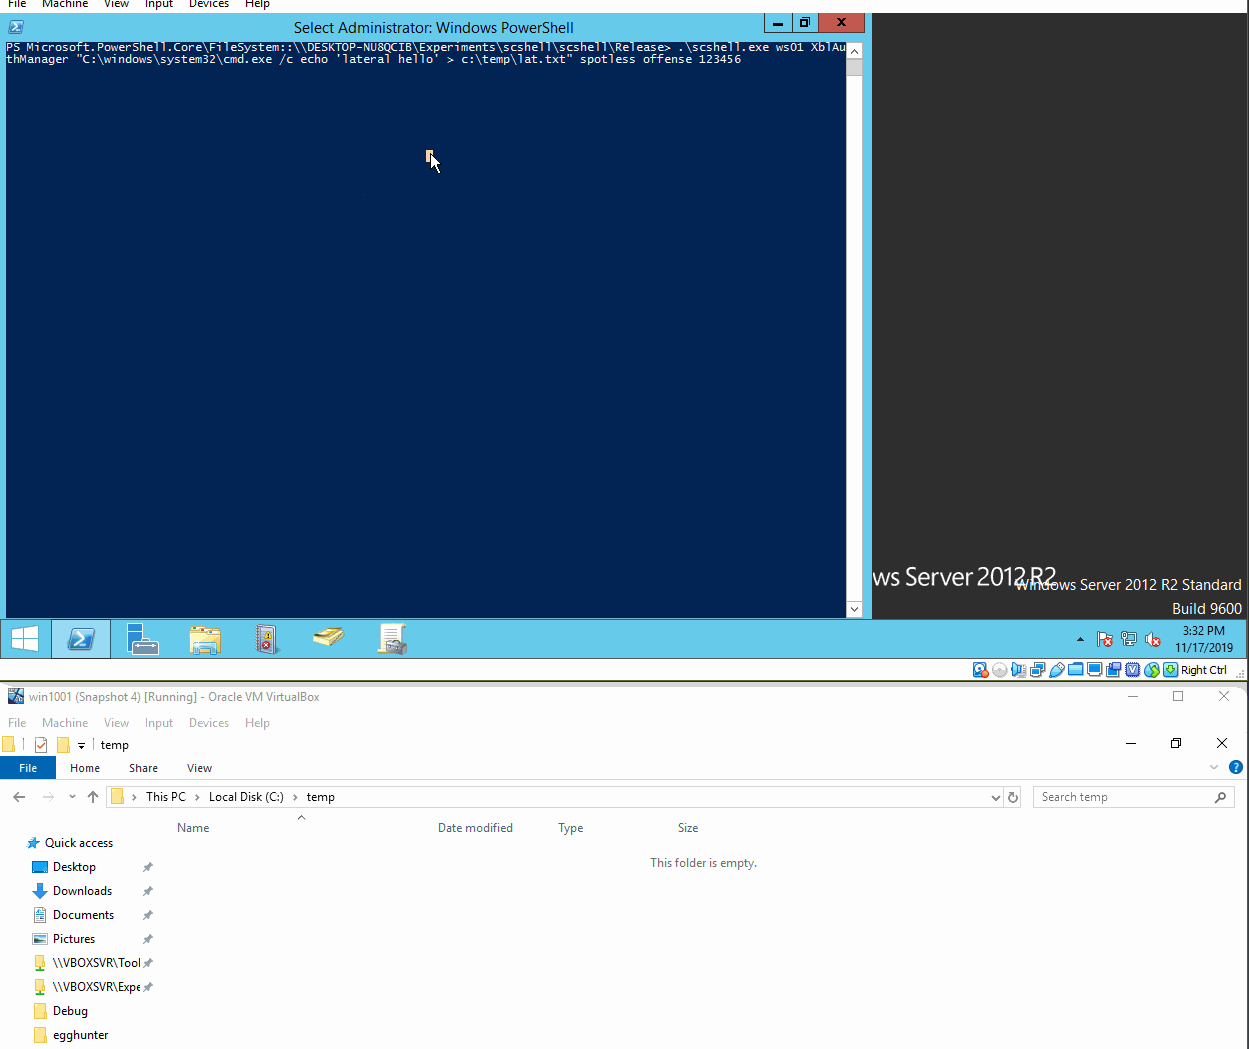 File Machine View Input Devices Help
Select Administrator: Windows PowerShell
PS Microsoft.PowerShell.Core\FileSystem::\\DESKTOP-NU8QCIB\Experiments\scshell\scshell\Release> .\scshell.exe ws01 XblAu
thManager "C:\windows\system32\cmd.exe /c echo 'lateral hello' > c:\temp\lat.txt" spotless offense 123456
ws Server 2012 R2
Windows Server 2012 R2 Standard
Build 9600
3:32 PM
11/17/2019
Right Ctrl
win1001 (Snapshot 4) [Running] - Oracle VM VirtualBox
File Machine View Input Devices Help
temp
File Home Share View
This PC Local Disk (C:) temp
Search temp
Name Date modified Type Size
This folder is empty.
Quick access
Desktop
Downloads
Documents
Pictures
\\VBOXSVR\Tool
\\VBOXSVR\Expe
Debug
egghunter